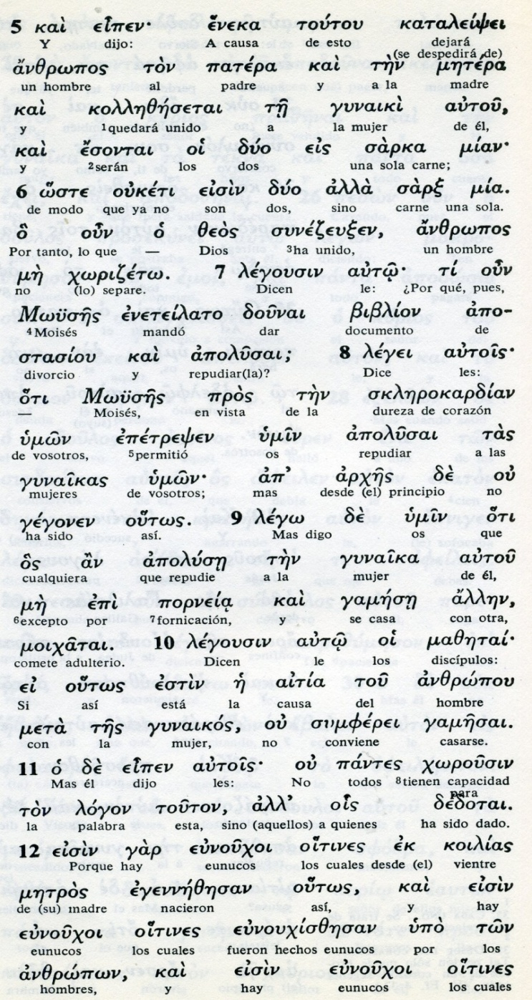 5 καὶ εἶπεν· ἕνεκα τούτου καταλείψει
Y dijo: A causa de esto dejará
(se despedirá de)
ἄνθρωπος τὸν πατέρα καὶ τὴν μητέρα
un hombre al padre y a la madre
καὶ κολληθήσεται τῇ γυναικὶ αὐτοῦ,
y 1quedará unido la mujer de él,
καὶ ἔσονται οἱ δύο εἰς σάρκα μίαν·
y 2serán los dos una sola carne;
6 ὥστε οὐκέτι εἰσὶν δύο ἀλλὰ σὰρξ μία.
de modo que ya no son dos, sino carne una sola.
ὃ οὖν ὁ θεὸς συνέζευξεν, ἄνθρωπος
Por tanto, lo que — Dios 3ha unido, un hombre
μὴ χωριζέτω. 7 λέγουσιν αὐτῷ· τί οὖν
no (lo) separe. Dicen le: ¿Por qué, pues,
Μωϋσῆς ἐνετείλατο δοῦναι βιβλίον ἀπο-
4Moisés mandó dar documento de
στασίου καὶ ἀπολῦσαι; 8 λέγει αὐτοῖς·
divorcio y repudiar(la)? Dice les:
ὅτι Μωϋσῆς πρὸς τὴν σκληροκαρδίαν
— Moisés, en vista de la dureza de corazón
ὑμῶν ἐπέτρεψεν ὑμῖν ἀπολῦσαι τὰς
de vosotros, 5permitió os repudiar a las
γυναῖκας ὑμῶν· ἀπ’ ἀρχῆς δὲ οὐ
mujeres de vosotros; mas desde (el) principio no
γέγονεν οὕτως. 9 λέγω δὲ ὑμῖν ὅτι
ha sido así. Mas digo os que
ὃς ἂν ἀπολύσῃ τὴν γυναῖκα αὐτοῦ
cualquiera que repudie a la mujer de él,
μὴ ἐπὶ πορνείᾳ καὶ γαμήσῃ ἄλλην,
6excepto por 7fornicación, y se casa con otra,
μοιχᾶται. 10 λέγουσιν αὐτῷ οἱ μαθηταί·
comete adulterio. Dicen le los discípulos:
εἰ οὕτως ἐστὶν ἡ αἰτία τοῦ ἀνθρώπου
Si así está la causa del hombre
μετὰ τῆς γυναικός, οὐ συμφέρει γαμῆσαι.
con la mujer, no conviene casarse.
11 ὁ δὲ εἶπεν αὐτοῖς· οὐ πάντες χωροῦσιν
Mas él dijo les: No todos 8tienen capacidad
para
τὸν λόγον τοῦτον, ἀλλ’ οἷς δέδοται.
la palabra esta, sino (aquellos) a quienes ha sido dado.
12 εἰσὶν γὰρ εὐνοῦχοι οἵτινες ἐκ κοιλίας
Porque hay eunucos los cuales desde (el) vientre
μητρὸς ἐγεννήθησαν οὕτως, καὶ εἰσὶν
de (su) madre nacieron así, y hay
εὐνοῦχοι οἵτινες εὐνουχίσθησαν ὑπὸ τῶν
eunucos los cuales fueron hechos eunucos por los
ἀνθρώπων, καὶ εἰσὶν εὐνοῦχοι οἵτινες
hombres, y hay eunucos los cuales